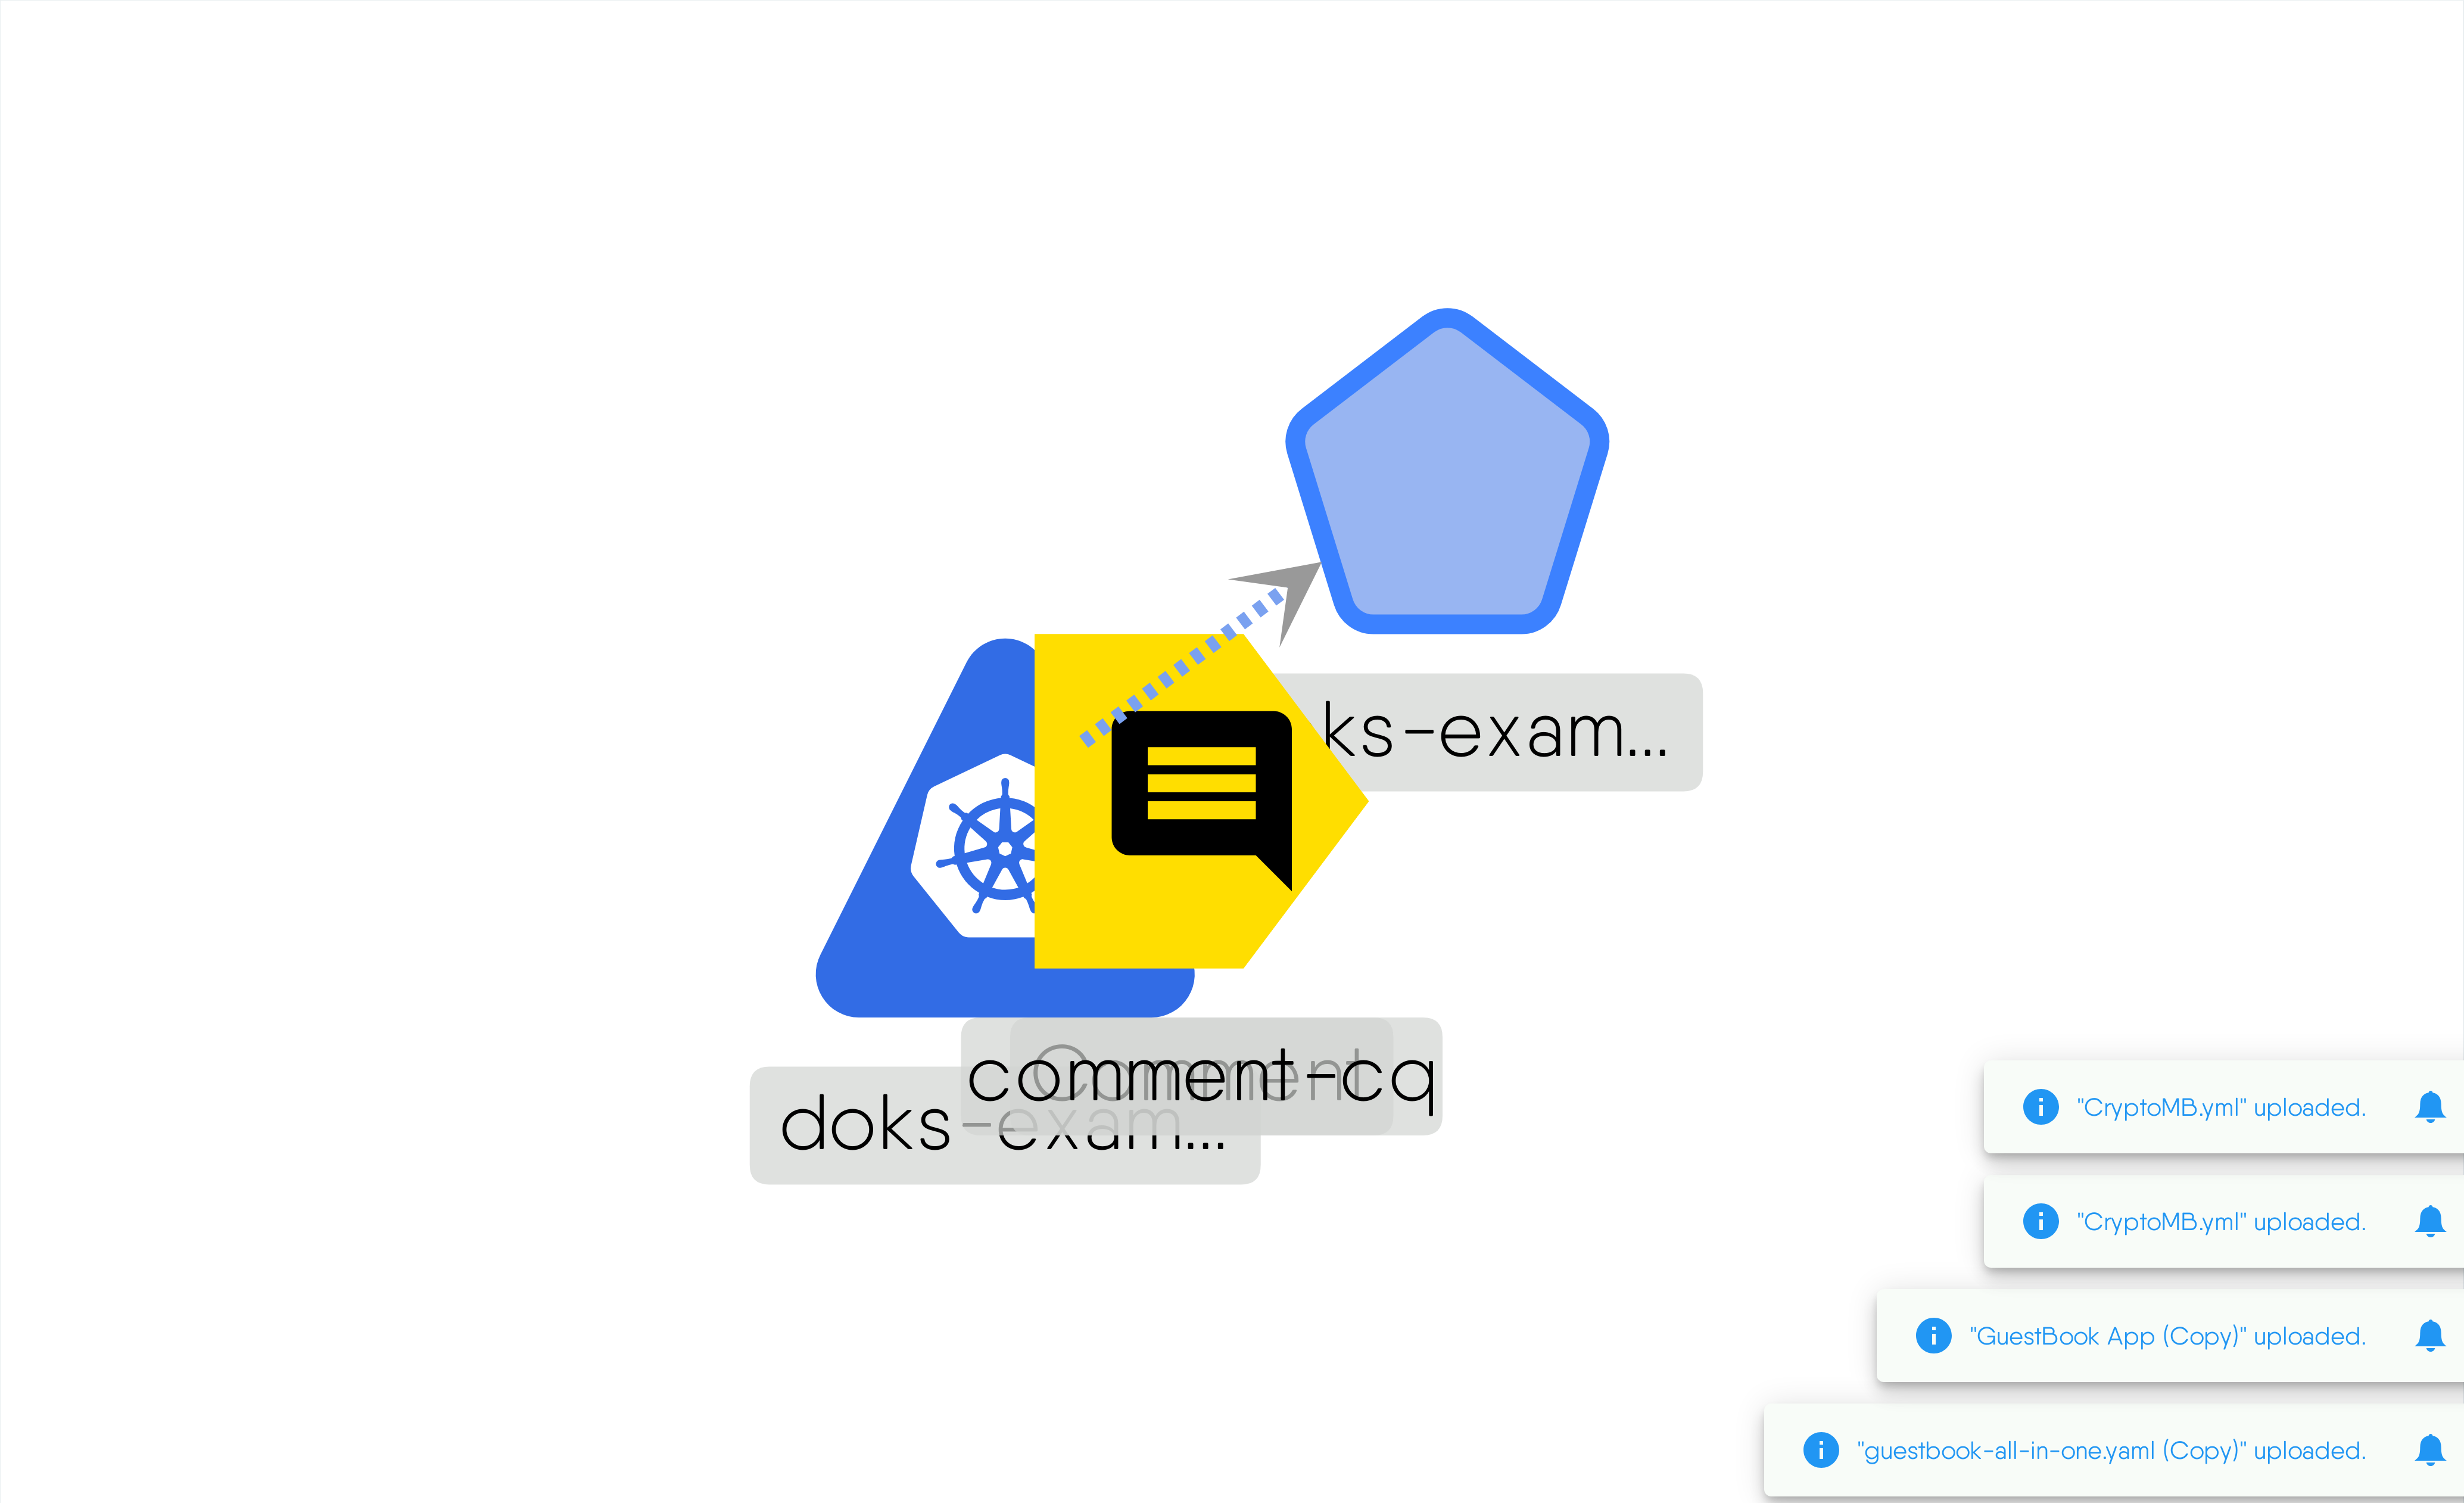 ks-exam...
comment-cq
Comment
doks-exam...
"CryptoMB.yml" uploaded.
"CryptoMB.yml" uploaded.
"GuestBook App (Copy)" uploaded.
"guestbook-all-in-one.yaml (Copy)" uploaded.